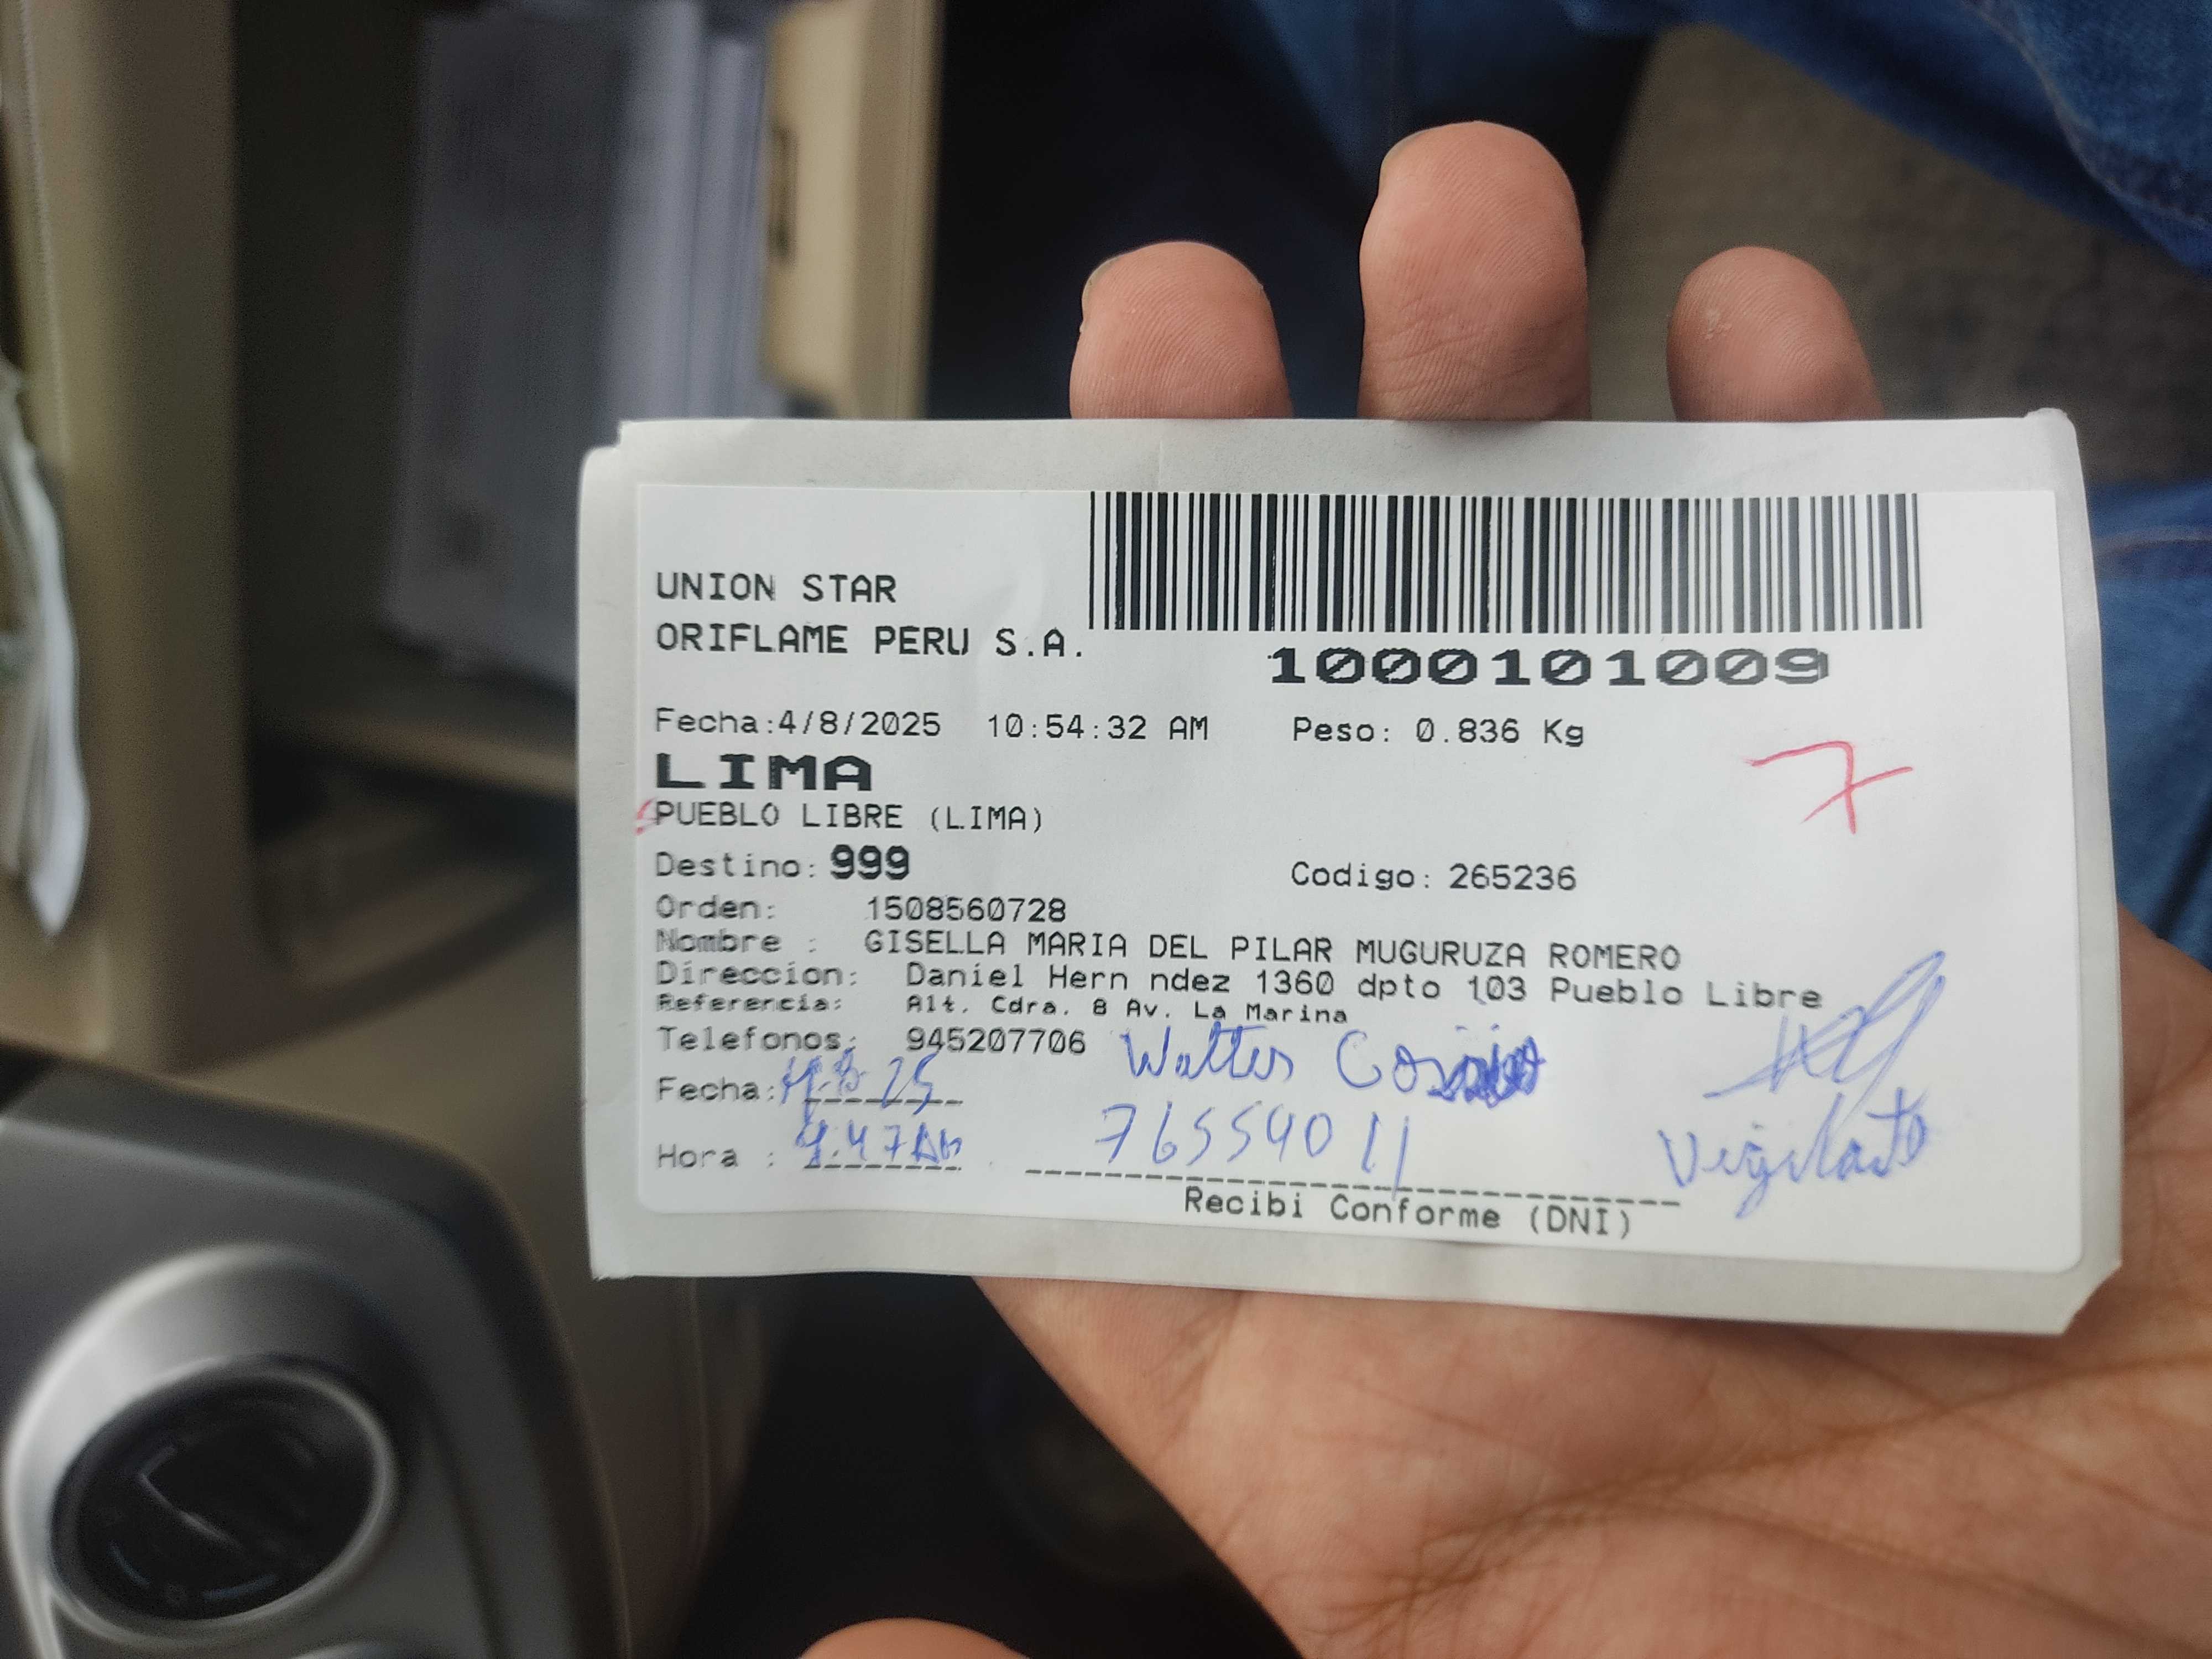 UNION STAR
ORIFLAME PERU S.A.
1000101009
Fecha:4/8/2025 10:54:32 AM Peso: 0.836 Kg
7
LIMA
PUEBLO LIBRE (LIMA)
Destino: 999 Codigo: 265236
Orden: 1508560728
Nombre : GISELLA MARIA DEL PILAR MUGURUZA ROMERO
Direccion: Daniel Hern ndez 1360 dpto 103 Pueblo Libre
Referencia: Alt. Cdra. 8 Av. La Marina
Telefonos: 945207706
Walter
Fecha:
76559011
Vigilante
Hora :
Recibi Conforme (DNI)